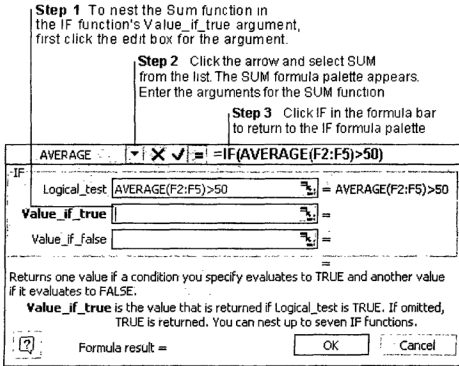 Step 1 To nest the Sum function in
the IF function's Value_if_true argument,
first click the edit box for the argument.
Step 2 Click the arrow and select SUM
from the list. The SUM formula palette appears.
Enter the arguments for the SUM function
Step 3 Click IF in the formula bar
to return to the IF formula palette
AVERAGE =IF(AVERAGE(F2:F5)>50)
IF
Logical_test AVERAGE(F2:F5)>50 = AVERAGE(F2:F5)>50
Value_if_true =
Value_if_false =
=
Returns one value if a condition you specify evaluates to TRUE and another value
if it evaluates to FALSE.
Value_if_true is the value that is returned if Logical_test is TRUE. If omitted,
TRUE is returned. You can nest up to seven IF functions.
Formula result = OK Cancel